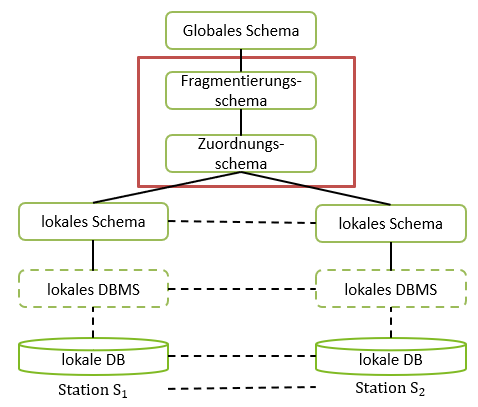 Globales Schema
Fragmentierungs-
schema
Zuordnungs-
schema
lokales Schema
lokales Schema
lokales DBMS
lokales DBMS
lokale DB
lokale DB
Station S₁
Station S₂